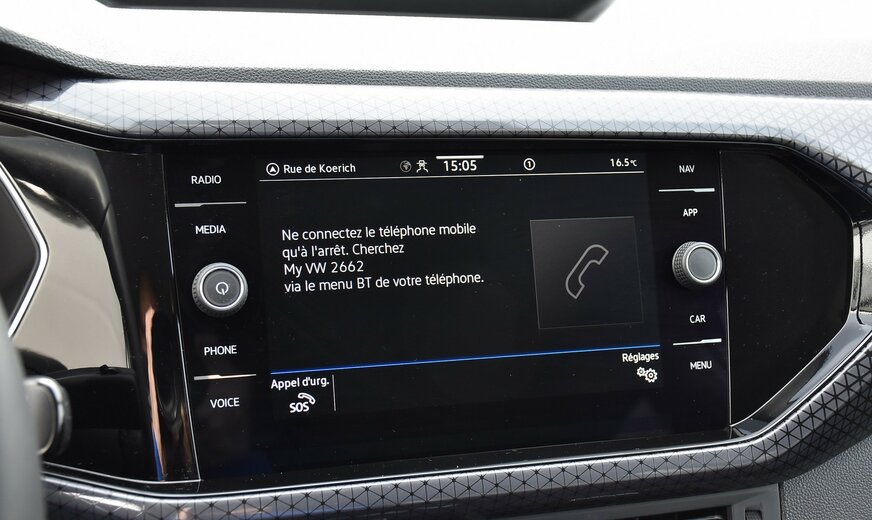 RADIO
MEDIA
PHONE
VOICE
Rue de Koerich
15:05
1
16.5°C
Ne connectez le téléphone mobile
qu'à l'arrêt. Cherchez
My VW 2662
via le menu BT de votre téléphone.
Appel d'urg.
SOS
Réglages
NAV
APP
CAR
MENU